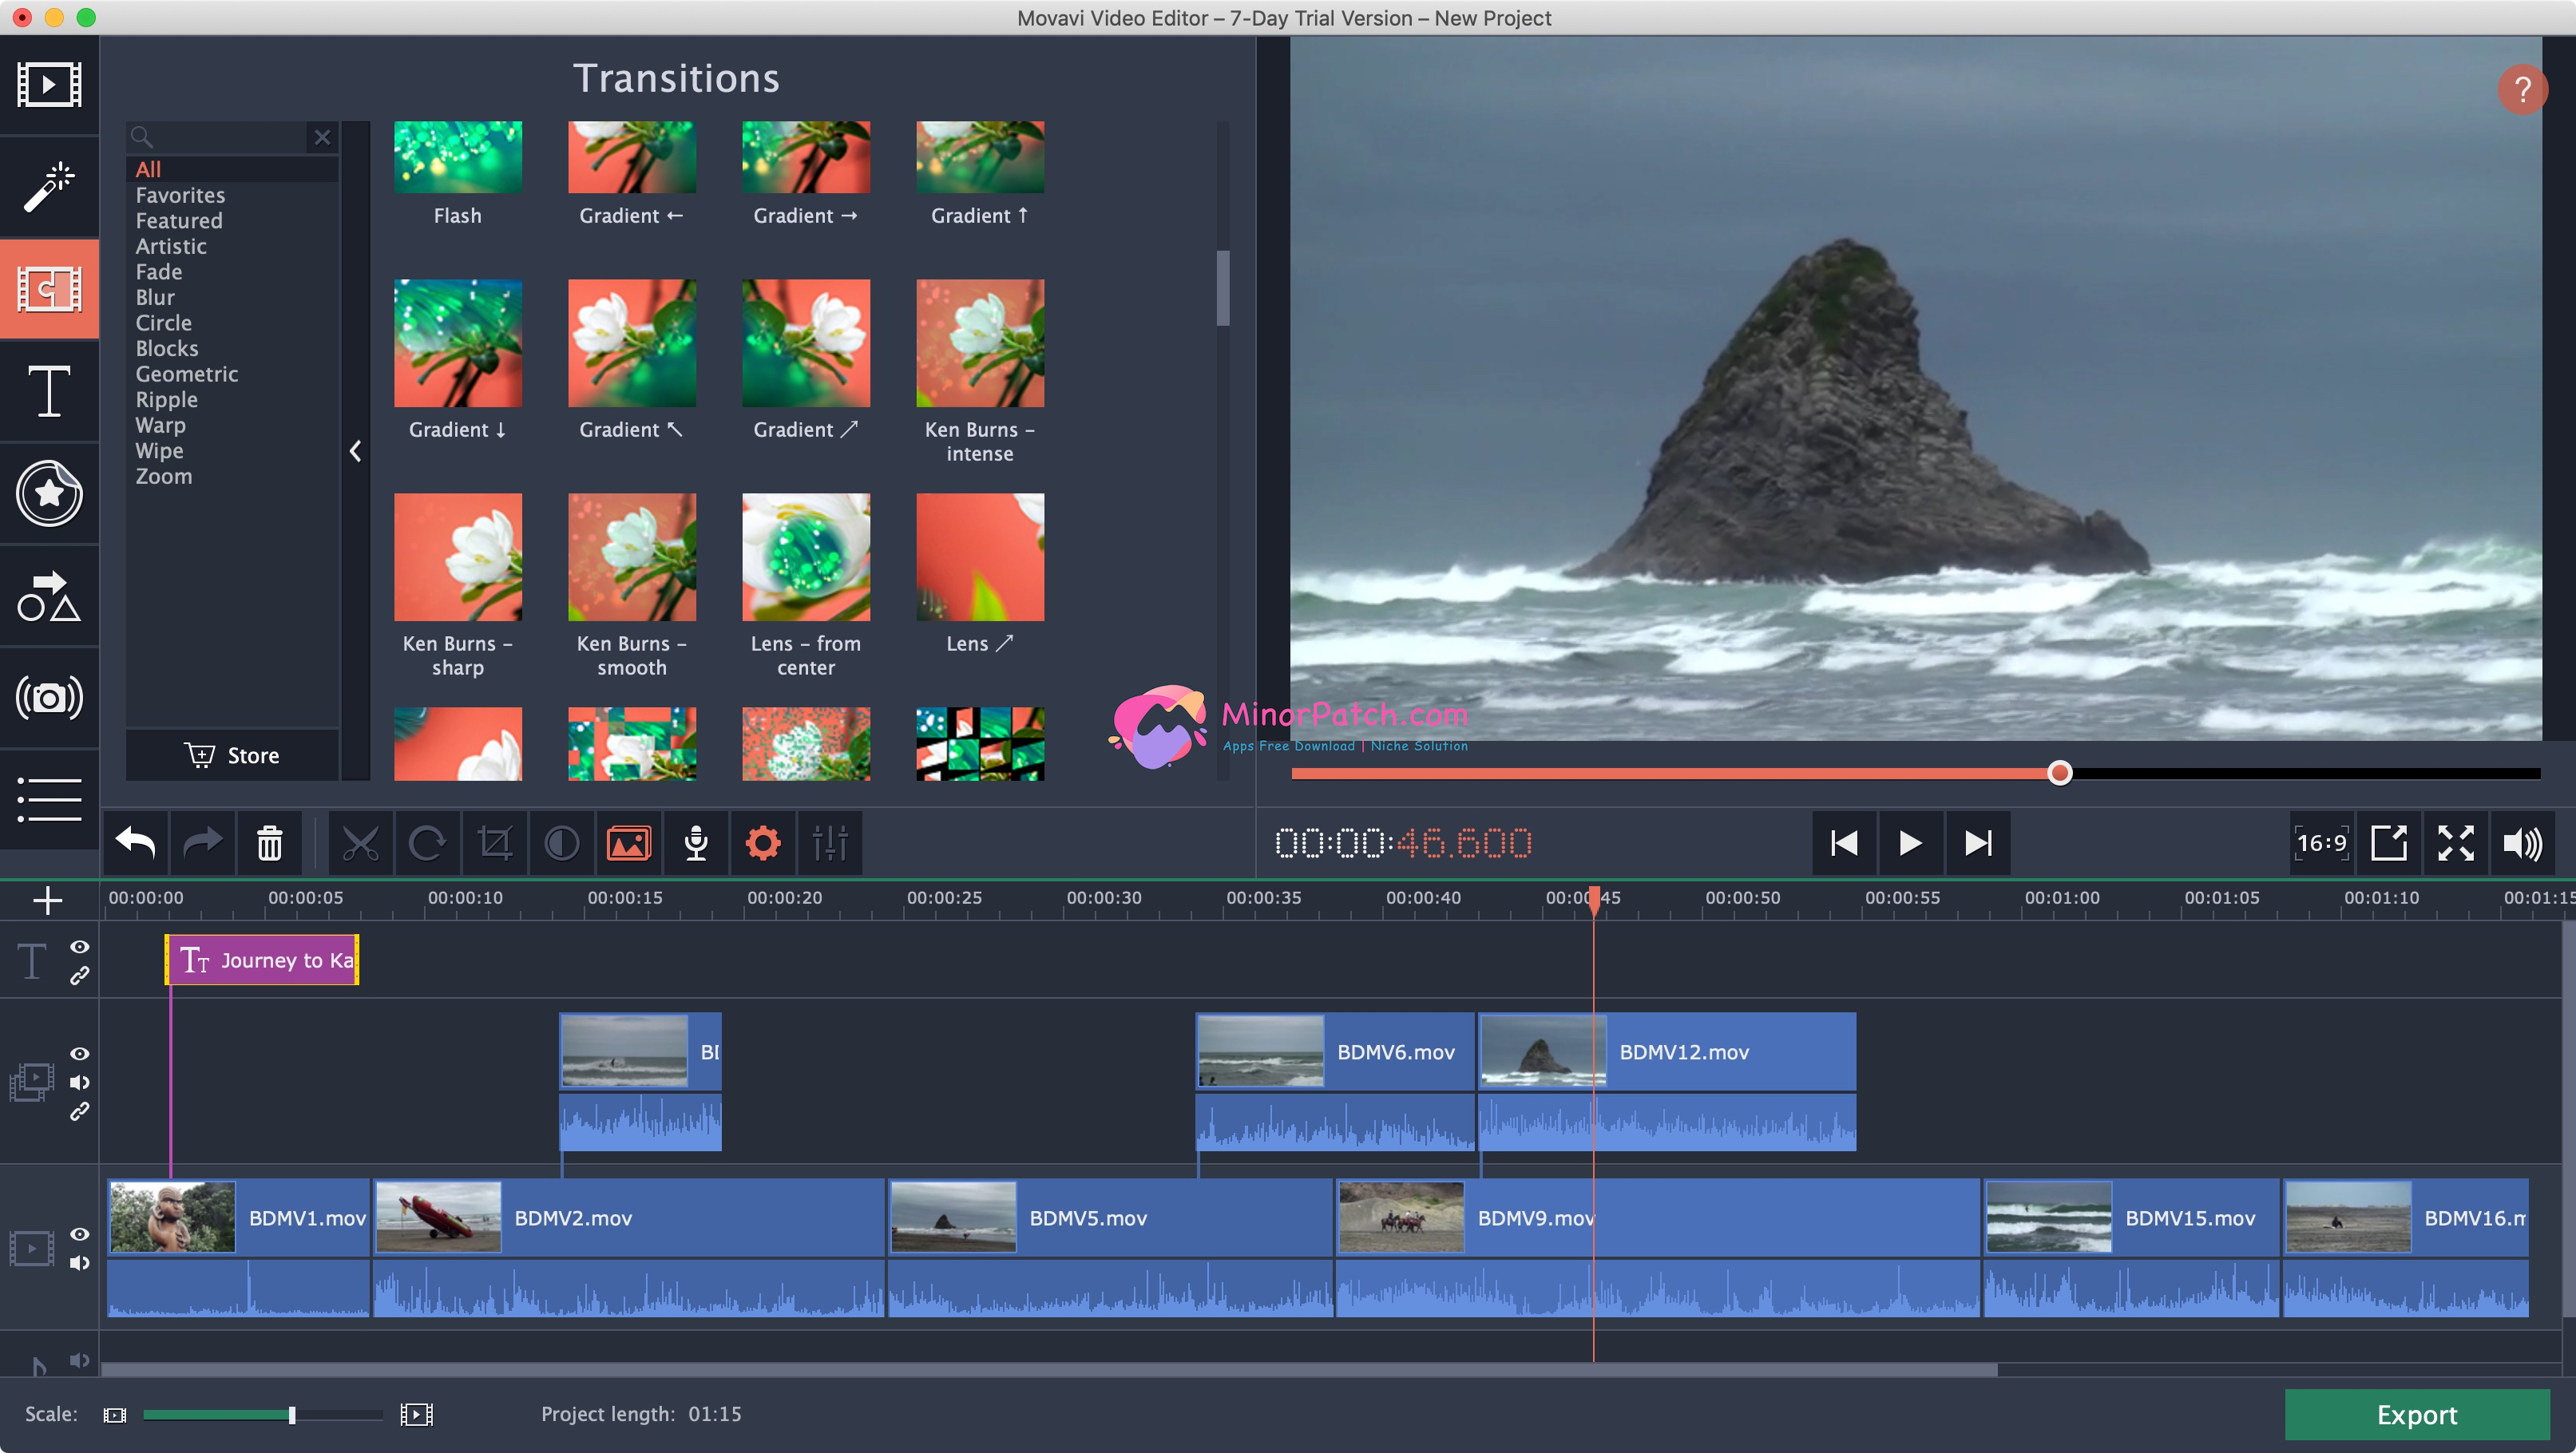 Movavi Video Editor – 7-Day Trial Version – New Project
Transitions
All
Favorites
Featured
Artistic
Fade
Blur
Circle
Blocks
Geometric
Ripple
Warp
Wipe
Zoom
Store
Flash
Gradient ←
Gradient →
Gradient ↑
Gradient ↓
Gradient ↖
Gradient ↗
Ken Burns –
intense
Ken Burns –
sharp
Ken Burns –
smooth
Lens – from
center
Lens ↗
?
MinorPatch.com
Apps Free Download | Niche Solution
00:00:46.600
16:9
00:00:00 00:00:05 00:00:10 00:00:15 00:00:20 00:00:25 00:00:30 00:00:35 00:00:40 00:00:45 00:00:50 00:00:55 00:01:00 00:01:05 00:01:10 00:01:15
Journey to Ka
BDMV6.mov
BDMV12.mov
BDMV1.mov
BDMV2.mov
BDMV5.mov
BDMV9.mov
BDMV15.mov
BDMV16.m
Scale:
Project length: 01:15
Export